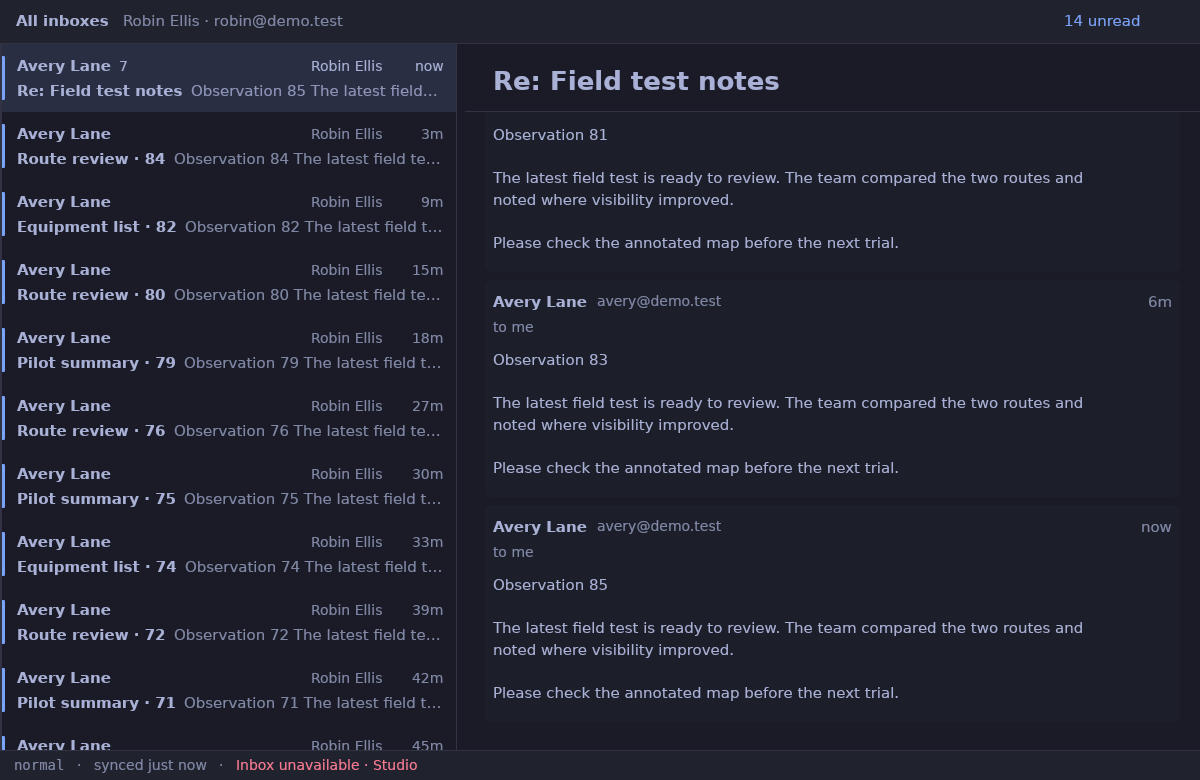 All inboxes Robin Ellis · robin@demo.test 14 unread
Avery Lane 7 Robin Ellis now
Re: Field test notes Observation 85 The latest field…
Avery Lane Robin Ellis 3m
Route review · 84 Observation 84 The latest field te…
Avery Lane Robin Ellis 9m
Equipment list · 82 Observation 82 The latest field t…
Avery Lane Robin Ellis 15m
Route review · 80 Observation 80 The latest field te…
Avery Lane Robin Ellis 18m
Pilot summary · 79 Observation 79 The latest field t…
Avery Lane Robin Ellis 27m
Route review · 76 Observation 76 The latest field te…
Avery Lane Robin Ellis 30m
Pilot summary · 75 Observation 75 The latest field t…
Avery Lane Robin Ellis 33m
Equipment list · 74 Observation 74 The latest field t…
Avery Lane Robin Ellis 39m
Route review · 72 Observation 72 The latest field te…
Avery Lane Robin Ellis 42m
Pilot summary · 71 Observation 71 The latest field t…
Avery Lane Robin Ellis 45m
Re: Field test notes
Observation 81
The latest field test is ready to review. The team compared the two routes and
noted where visibility improved.
Please check the annotated map before the next trial.
Avery Lane avery@demo.test 6m
to me
Observation 83
The latest field test is ready to review. The team compared the two routes and
noted where visibility improved.
Please check the annotated map before the next trial.
Avery Lane avery@demo.test now
to me
Observation 85
The latest field test is ready to review. The team compared the two routes and
noted where visibility improved.
Please check the annotated map before the next trial.
normal · synced just now · Inbox unavailable · Studio